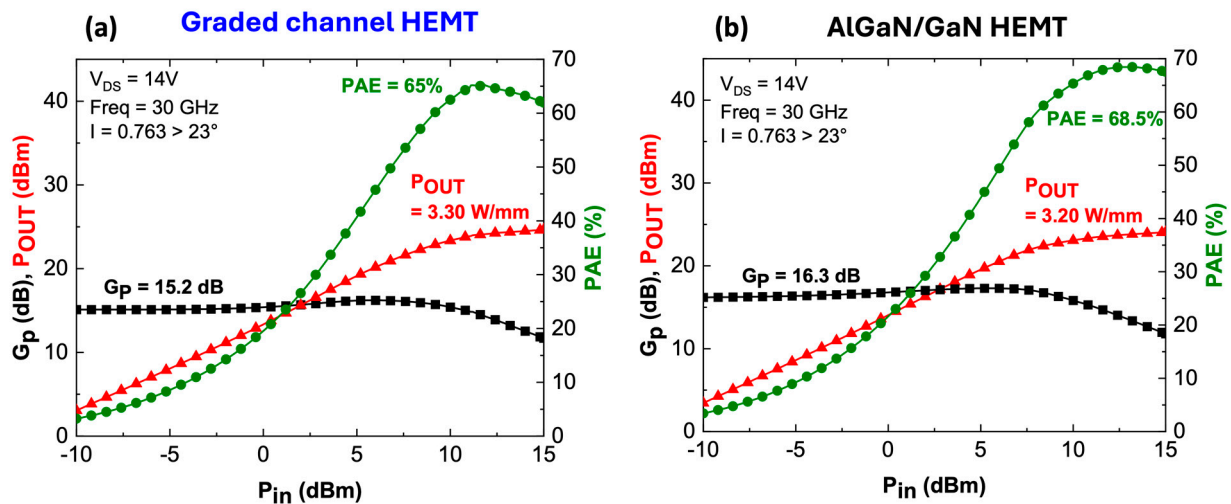 (a)
Graded channel HEMT
V_DS = 14V
Freq = 30 GHz
I = 0.763 > 23°
PAE = 65%
P_OUT
= 3.30 W/mm
G_P = 15.2 dB
G_p (dB), P_OUT (dBm)
PAE (%)
40
30
20
10
0
70
60
50
40
30
20
10
0
-10
-5
0
5
10
15
P_in (dBm)
(b)
AlGaN/GaN HEMT
V_DS = 14V
Freq = 30 GHz
I = 0.763 > 23°
PAE = 68.5%
P_OUT
= 3.20 W/mm
G_P = 16.3 dB
G_p (dB), P_OUT (dBm)
PAE (%)
40
30
20
10
0
70
60
50
40
30
20
10
0
-10
-5
0
5
10
15
P_in (dBm)